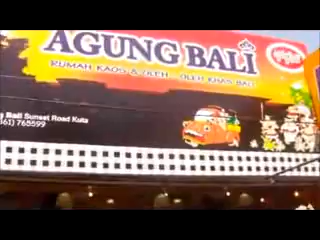 AGUNG BALI
RUMAH KAOS & OLEH - OLEH KHAS BALI
Bali Sunset Road Kuta
361) 765599